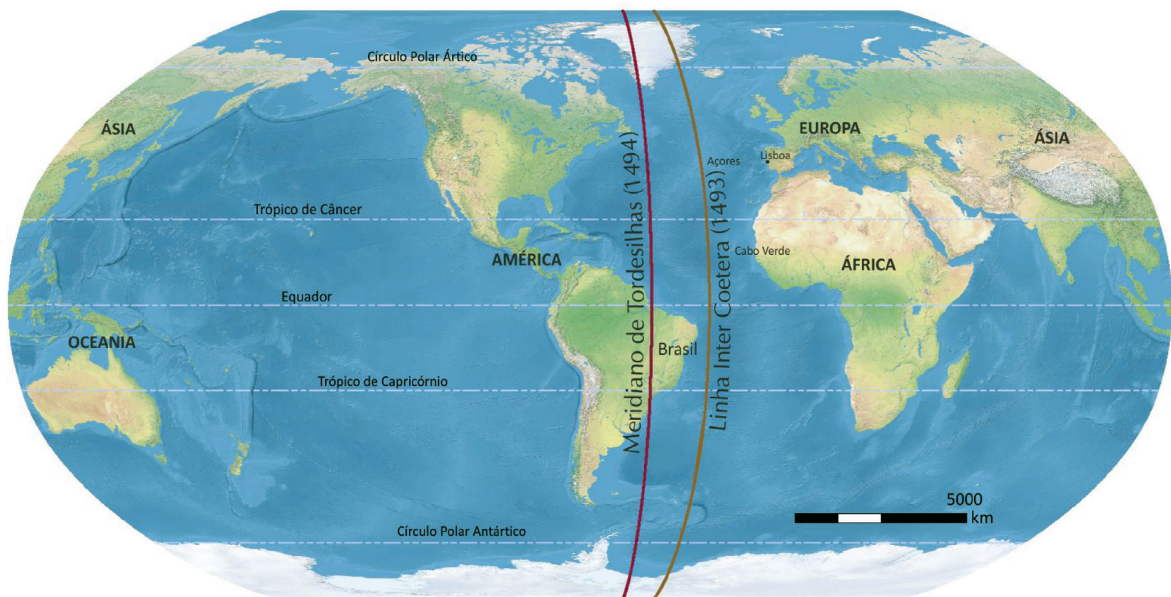 Círculo Polar Ártico
ÁSIA
EUROPA
ÁSIA
Açores
Lisboa
Meridiano de Tordesilhas (1494)
Linha Inter Coetera (1493)
Trópico de Câncer
AMÉRICA
Cabo Verde
ÁFRICA
Equador
OCEANIA
Brasil
Trópico de Capricórnio
5000
km
Círculo Polar Antártico